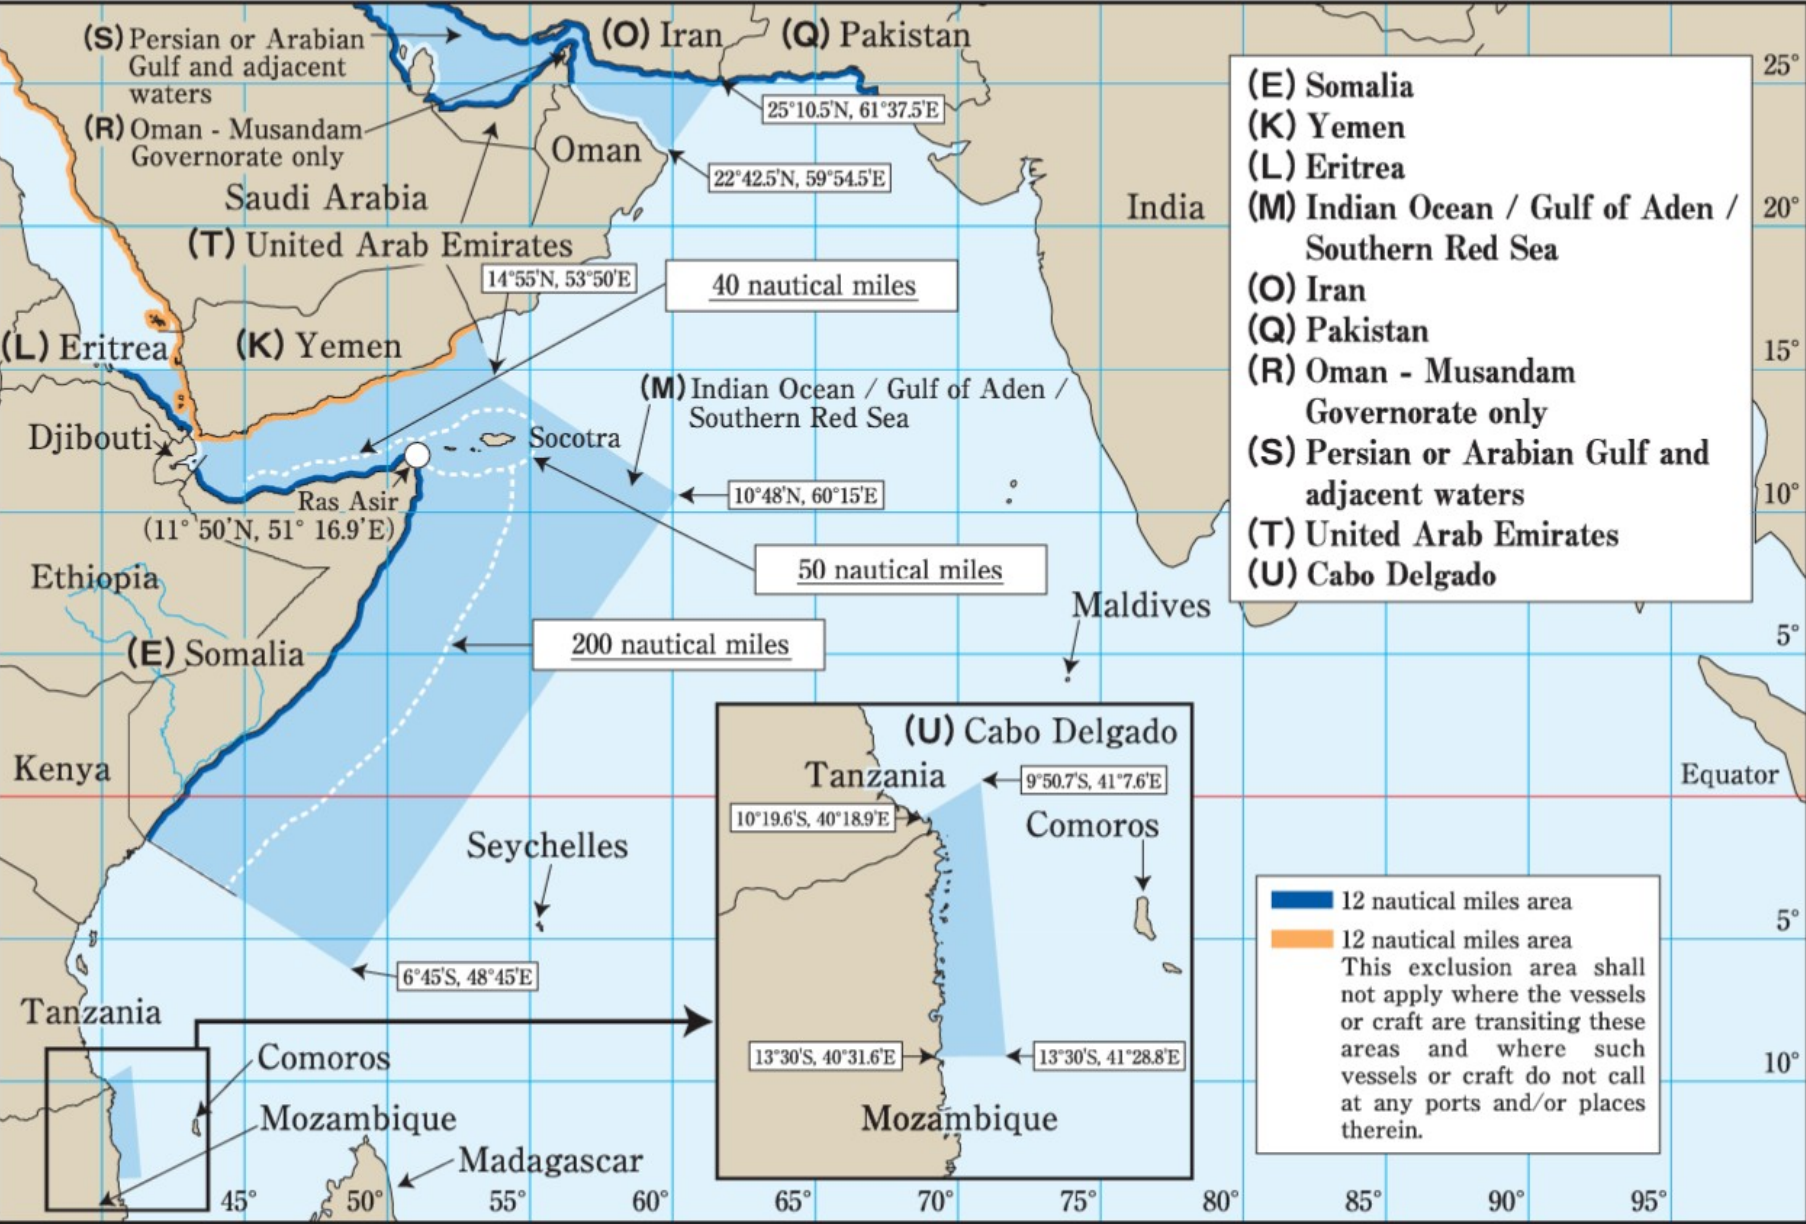 (S) Persian or Arabian
Gulf and adjacent
waters
(R) Oman - Musandam
Governorate only
(O) Iran
(Q) Pakistan
25°10.5'N, 61°37.5'E
Oman
22°42.5'N, 59°54.5'E
Saudi Arabia
(T) United Arab Emirates
India
14°55'N, 53°50'E
40 nautical miles
(L) Eritrea
(K) Yemen
(M) Indian Ocean / Gulf of Aden /
Southern Red Sea
Djibouti
Socotra
Ras Asir
(11° 50'N, 51° 16.9'E)
10°48'N, 60°15'E
50 nautical miles
Ethiopia
Maldives
(E) Somalia
200 nautical miles
Kenya
Equator
Seychelles
6°45'S, 48°45'E
Tanzania
Comoros
Mozambique
Madagascar
(U) Cabo Delgado
Tanzania
9°50.7'S, 41°7.6'E
10°19.6'S, 40°18.9'E
Comoros
13°30'S, 40°31.6'E
13°30'S, 41°28.8'E
Mozambique
(E) Somalia
(K) Yemen
(L) Eritrea
(M) Indian Ocean / Gulf of Aden /
Southern Red Sea
(O) Iran
(Q) Pakistan
(R) Oman - Musandam
Governorate only
(S) Persian or Arabian Gulf and
adjacent waters
(T) United Arab Emirates
(U) Cabo Delgado
25°
20°
15°
10°
5°
5°
10°
12 nautical miles area
12 nautical miles area
This exclusion area shall
not apply where the vessels
or craft are transiting these
areas and where such
vessels or craft do not call
at any ports and/or places
therein.
45° 50° 55° 60° 65° 70° 75° 80° 85° 90° 95°